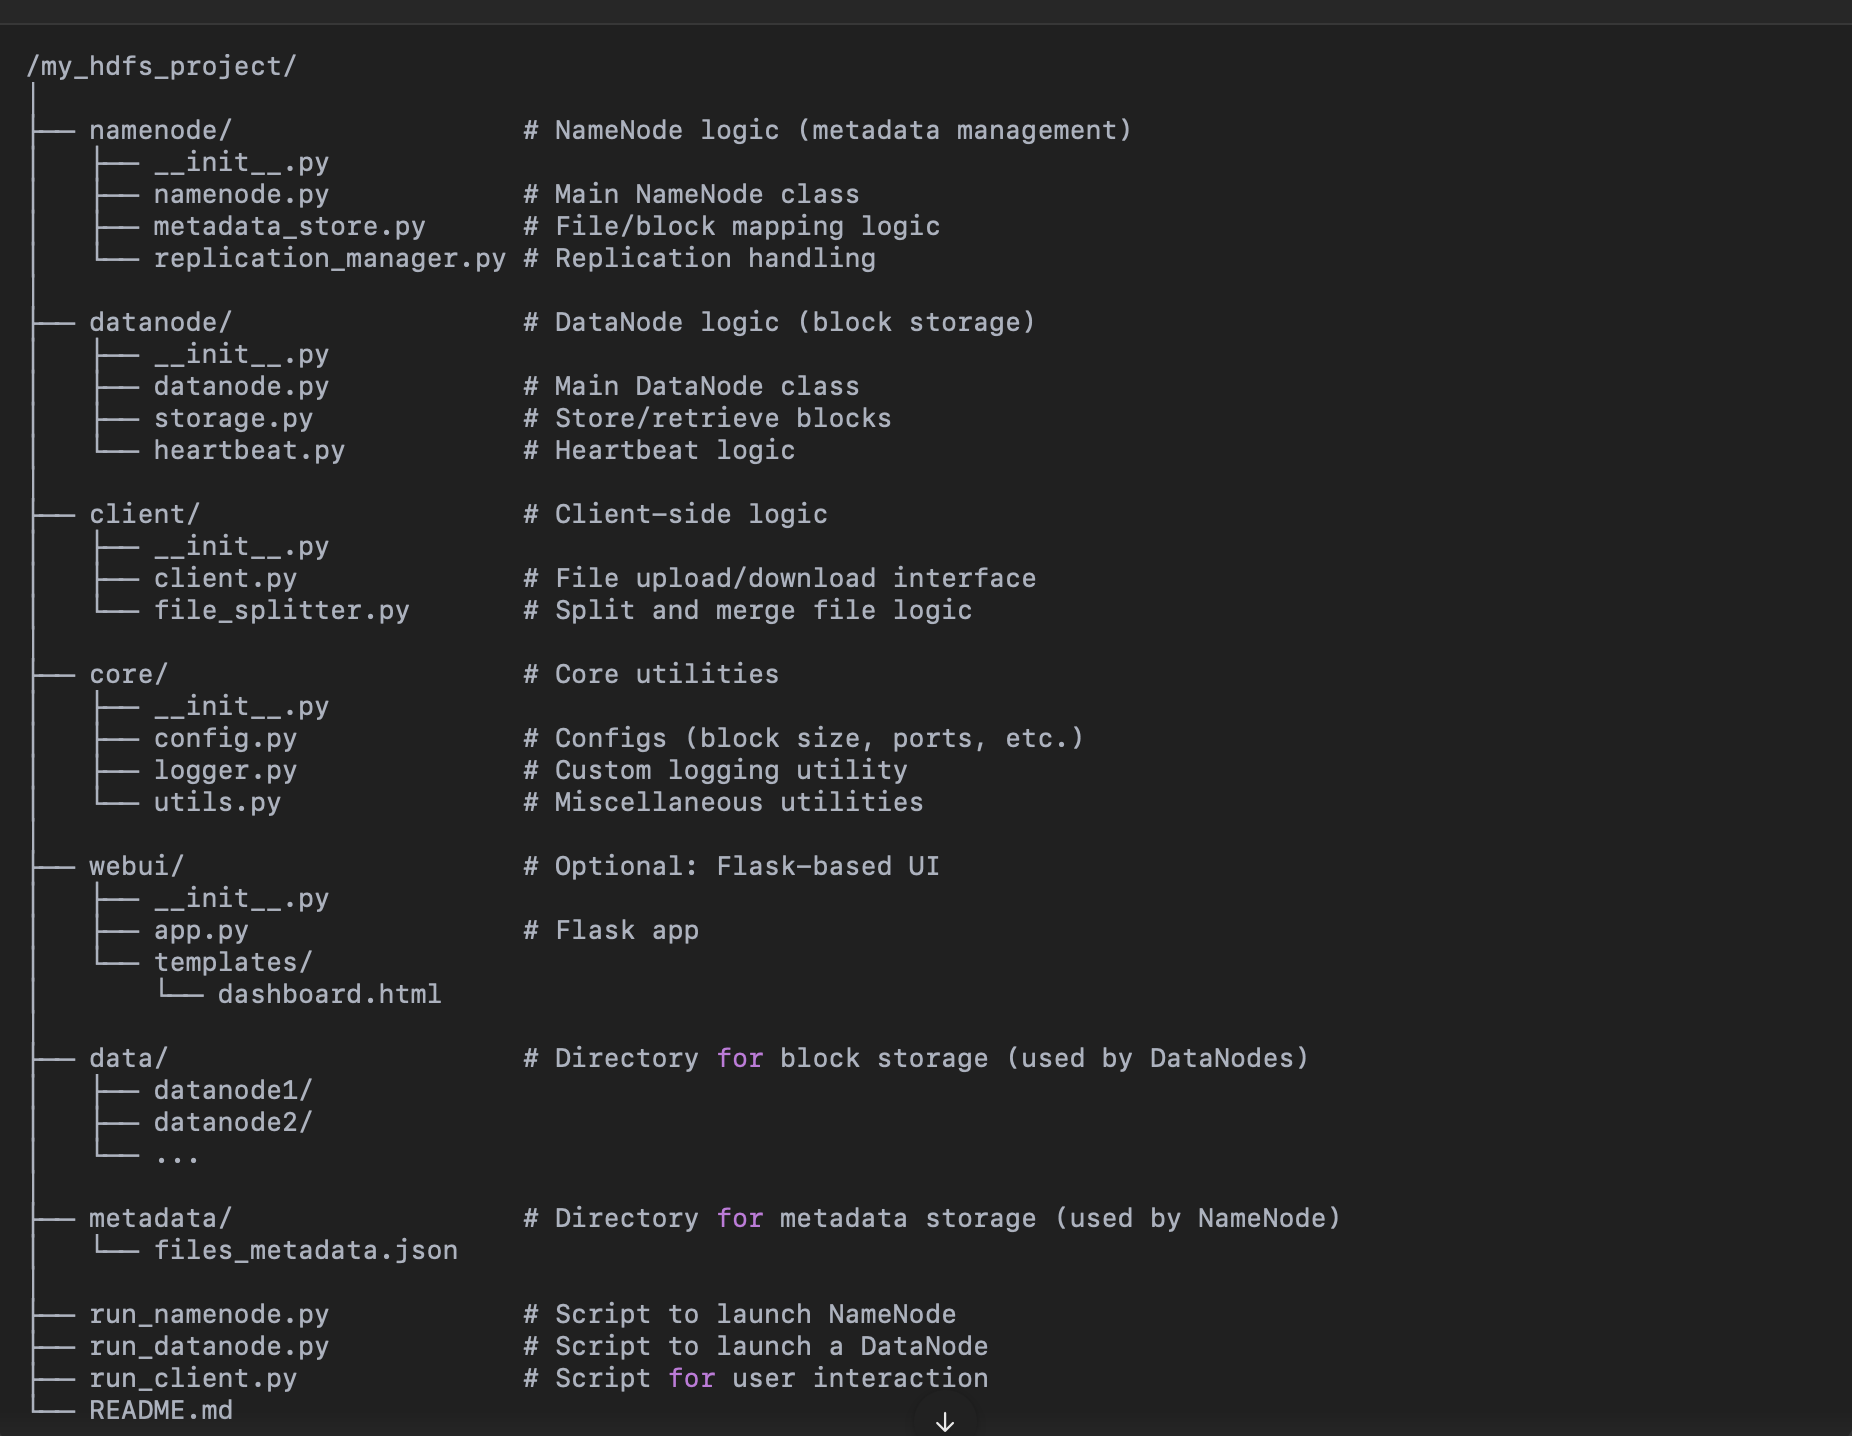 /my_hdfs_project/
│
├── namenode/                  # NameNode logic (metadata management)
│   ├── __init__.py
│   ├── namenode.py            # Main NameNode class
│   ├── metadata_store.py      # File/block mapping logic
│   └── replication_manager.py # Replication handling
│
├── datanode/                  # DataNode logic (block storage)
│   ├── __init__.py
│   ├── datanode.py            # Main DataNode class
│   ├── storage.py             # Store/retrieve blocks
│   └── heartbeat.py           # Heartbeat logic
│
├── client/                    # Client-side logic
│   ├── __init__.py
│   ├── client.py              # File upload/download interface
│   └── file_splitter.py       # Split and merge file logic
│
├── core/                      # Core utilities
│   ├── __init__.py
│   ├── config.py              # Configs (block size, ports, etc.)
│   ├── logger.py              # Custom logging utility
│   └── utils.py               # Miscellaneous utilities
│
├── webui/                     # Optional: Flask-based UI
│   ├── __init__.py
│   ├── app.py                 # Flask app
│   └── templates/
│       └── dashboard.html
│
├── data/                      # Directory for block storage (used by DataNodes)
│   ├── datanode1/
│   ├── datanode2/
│   └── ...
│
├── metadata/                  # Directory for metadata storage (used by NameNode)
│   └── files_metadata.json
│
├── run_namenode.py            # Script to launch NameNode
├── run_datanode.py            # Script to launch a DataNode
├── run_client.py              # Script for user interaction
└── README.md